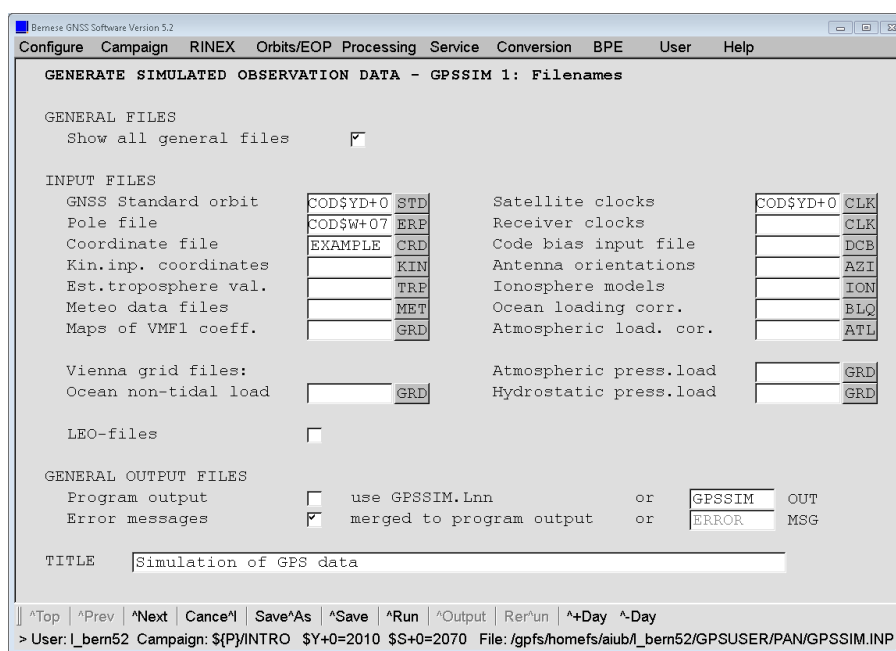 Bernese GNSS Software Version 5.2
Configure Campaign RINEX Orbits/EOP Processing Service Conversion BPE User Help
GENERATE SIMULATED OBSERVATION DATA - GPSSIM 1: Filenames
GENERAL FILES
Show all general files
INPUT FILES
GNSS Standard orbit COD$YD+0 STD Satellite clocks COD$YD+0 CLK
Pole file COD$W+07 ERP Receiver clocks CLK
Coordinate file EXAMPLE CRD Code bias input file DCB
Kin.inp. coordinates KIN Antenna orientations AZI
Est.troposphere val. TRP Ionosphere models ION
Meteo data files MET Ocean loading corr. BLQ
Maps of VMF1 coeff. GRD Atmospheric load. cor. ATL
Vienna grid files: Atmospheric press.load GRD
Ocean non-tidal load GRD Hydrostatic press.load GRD
LEO-files
GENERAL OUTPUT FILES
Program output use GPSSIM.Lnn or GPSSIM OUT
Error messages merged to program output or ERROR MSG
TITLE Simulation of GPS data
^Top | ^Prev | ^Next | Cance^l | Save^As | ^Save | ^Run | ^Output | Rer^un | ^+Day ^-Day
> User: l_bern52 Campaign: ${P}/INTRO $Y+0=2010 $S+0=2070 File: /gpfs/homefs/aiub/l_bern52/GPSUSER/PAN/GPSSIM.INP